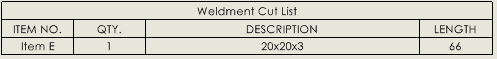 Weldment Cut List
ITEM NO. QTY. DESCRIPTION LENGTH
Item E 1 20x20x3 66